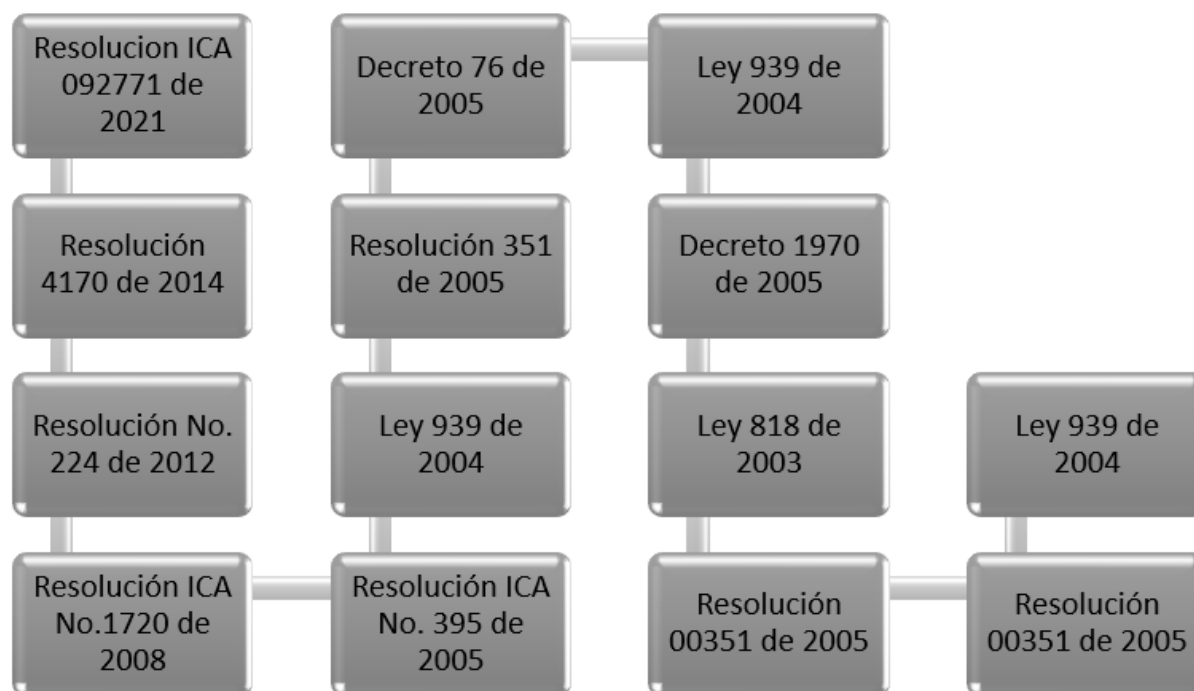 Resolucion ICA
092771 de
2021
Resolución
4170 de 2014
Resolución No.
224 de 2012
Resolución ICA
No.1720 de
2008
Resolución ICA
No. 395 de
2005
Ley 939 de
2004
Resolución 351
de 2005
Decreto 76 de
2005
Ley 939 de
2004
Decreto 1970
de 2005
Ley 818 de
2003
Resolución
00351 de 2005
Resolución
00351 de 2005
Ley 939 de
2004